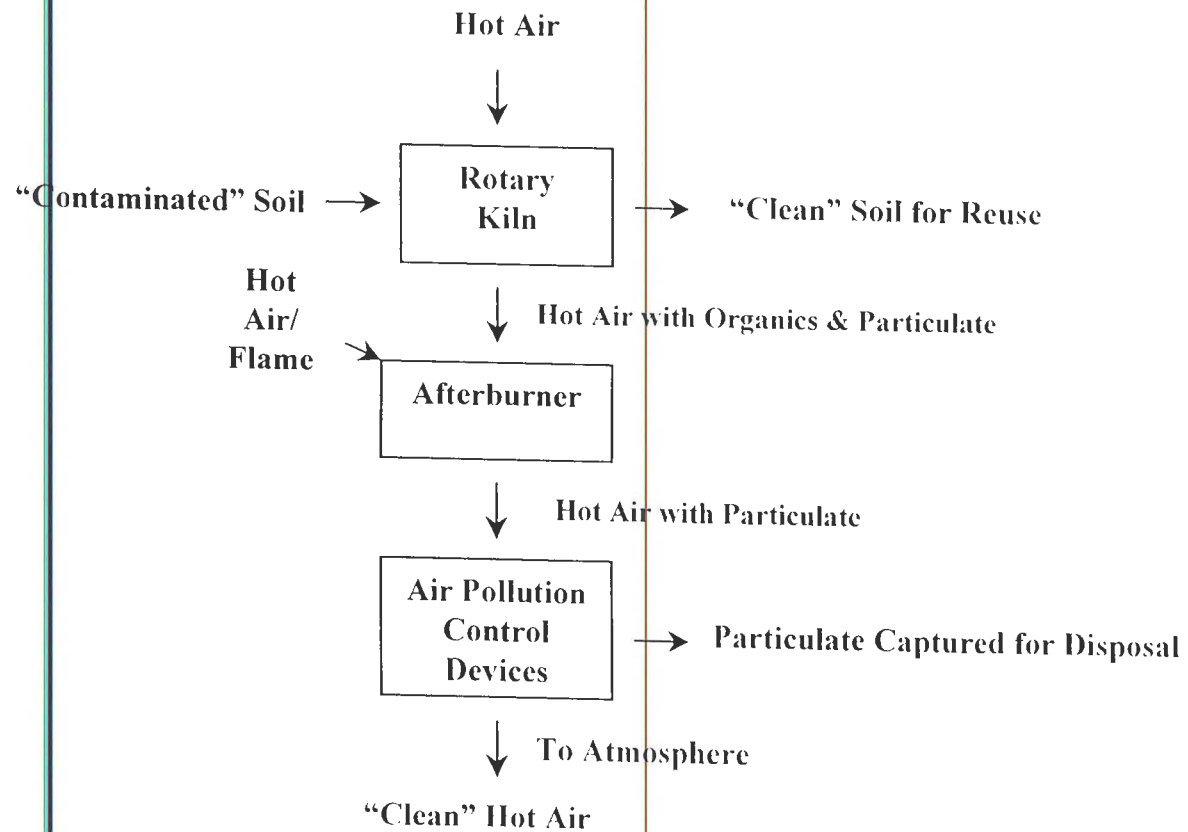 Hot Air
Rotary
Kiln
“Contaminated” Soil
“Clean” Soil for Reuse
Hot
Air/
Flame
Hot Air with Organics & Particulate
Afterburner
Hot Air with Particulate
Air Pollution
Control
Devices
Particulate Captured for Disposal
To Atmosphere
“Clean” Hot Air